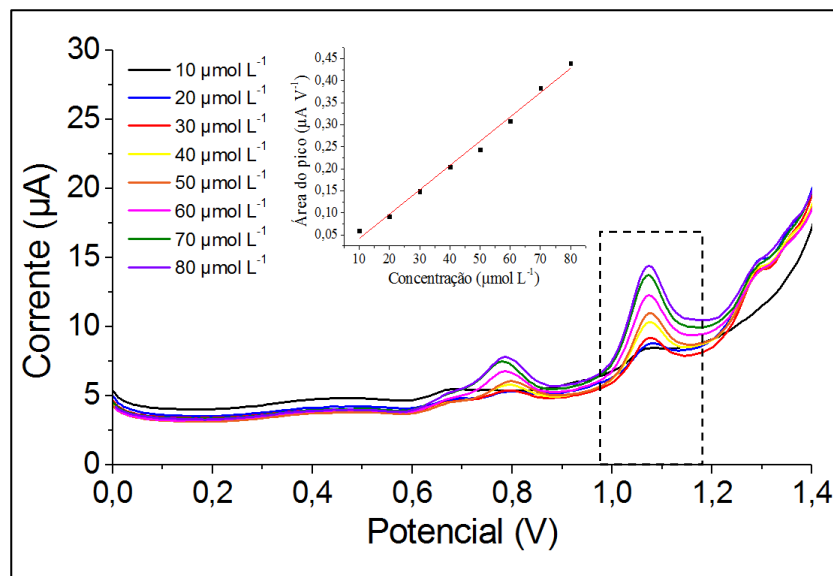 30
25
20
15
10
5
0
Corrente (µA)
0,0
0,2
0,4
0,6
0,8
1,0
1,2
1,4
Potencial (V)
10 µmol L⁻¹
20 µmol L⁻¹
30 µmol L⁻¹
40 µmol L⁻¹
50 µmol L⁻¹
60 µmol L⁻¹
70 µmol L⁻¹
80 µmol L⁻¹
0,45
0,40
0,35
0,30
0,25
0,20
0,15
0,10
0,05
Área do pico (µA V⁻¹)
10 20 30 40 50 60 70 80
Concentração (µmol L⁻¹)